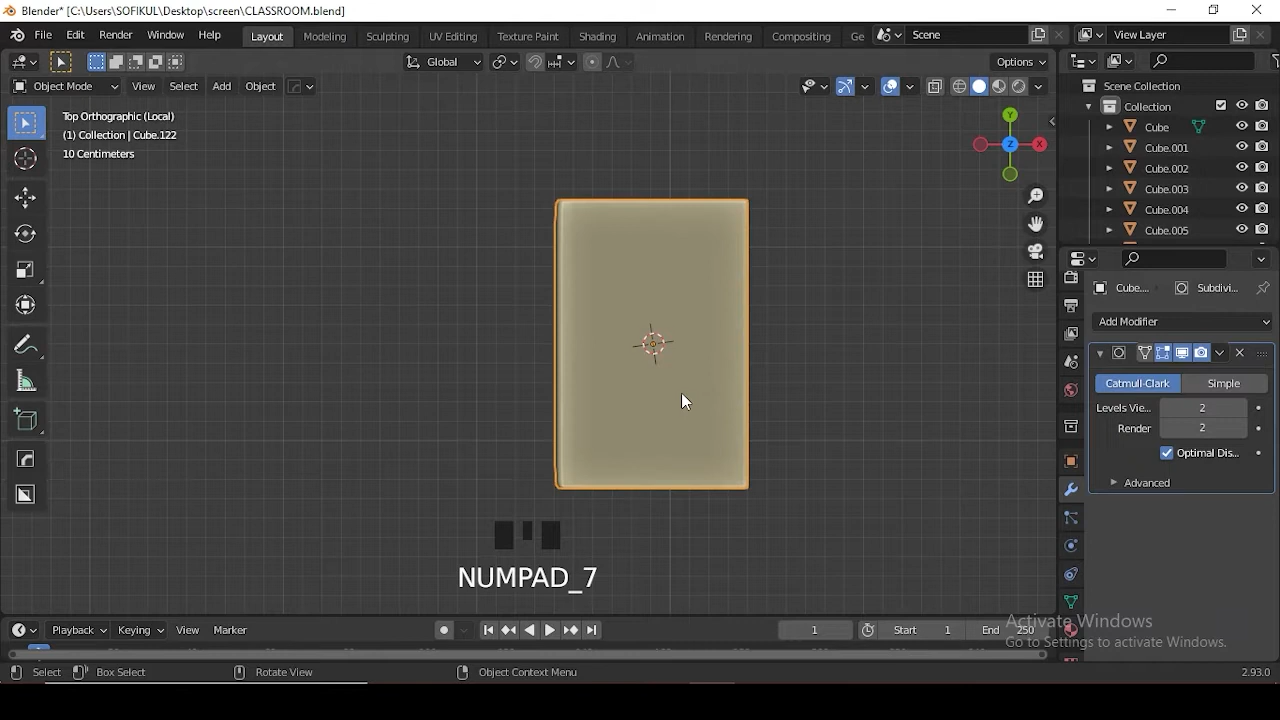 Blender* [C:\Users\SOFIKUL\Desktop\screen\CLASSROOM.blend]
File Edit Render Window Help Layout Modeling Sculpting UV Editing Texture Paint Shading Animation Rendering Compositing Ge Scene View Layer
Global Options
Object Mode View Select Add Object
Scene Collection
Collection
Cube
Cube.001
Cube.002
Cube.003
Cube.004
Cube.005
Top Orthographic (Local)
(1) Collection | Cube.122
10 Centimeters
Y
Z
X
Cube.... Subdivi...
Add Modifier
Catmull-Clark Simple
Levels Vie... 2
Render 2
Optimal Dis...
Advanced
NUMPAD_7
Activate Windows
Go to Settings to activate Windows.
Playback Keying View Marker 1 Start 1 End 250
Select Box Select Rotate View Object Context Menu 2.93.0